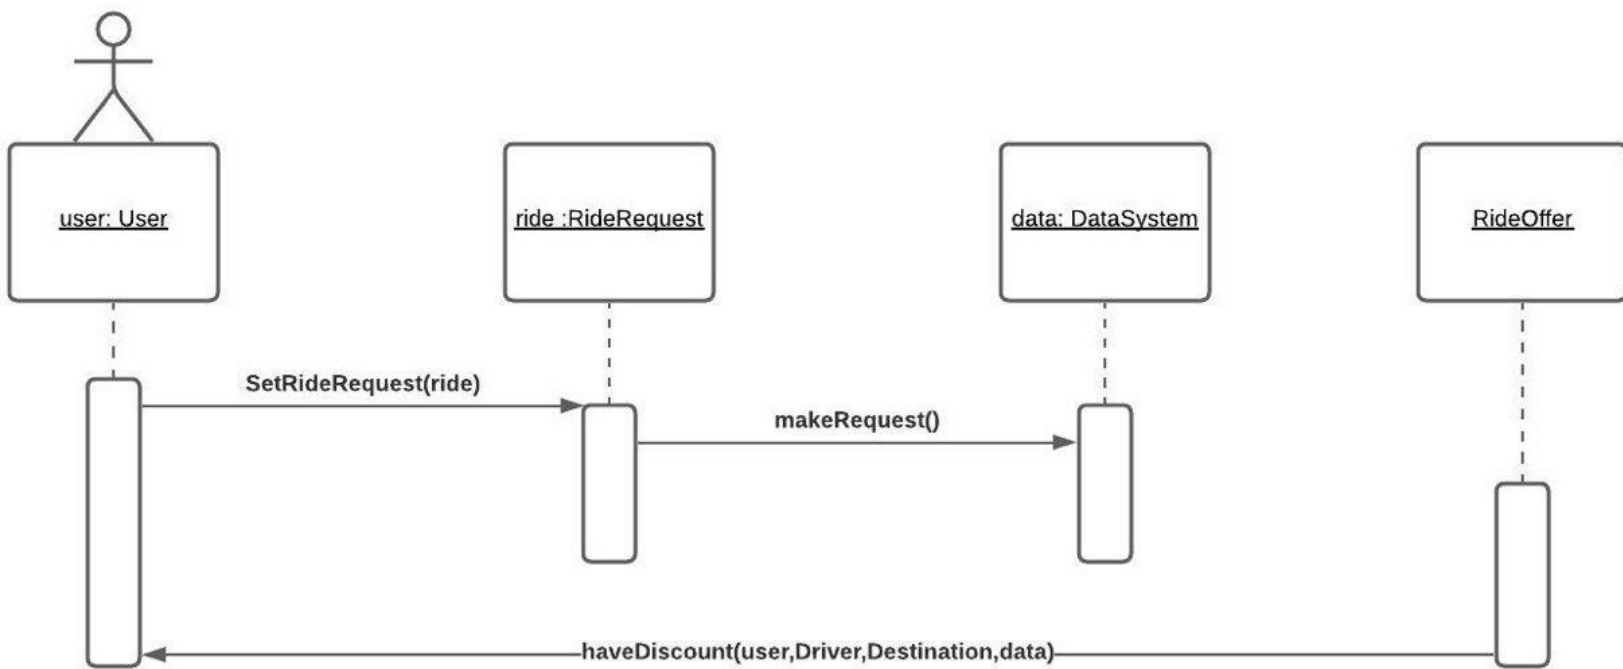 user: User
ride :RideRequest
data: DataSystem
RideOffer
SetRideRequest(ride)
makeRequest()
haveDiscount(user,Driver,Destination,data)